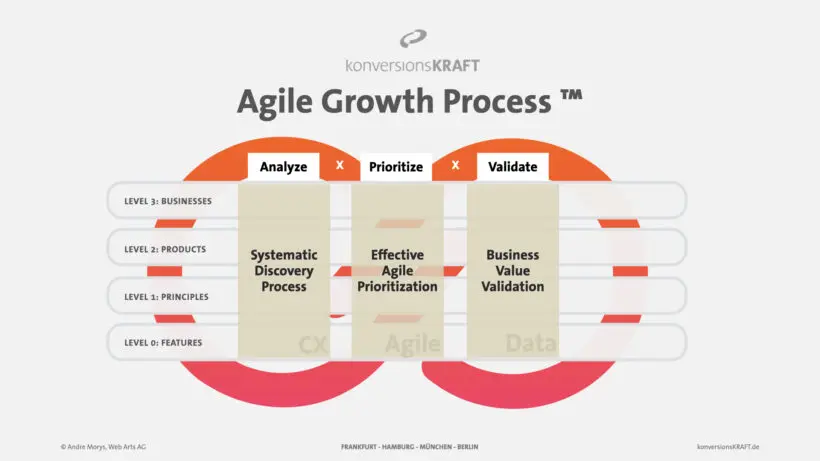 konversionsKRAFT
Agile Growth Process ™
Analyze x Prioritize x Validate
LEVEL 3: BUSINESSES
LEVEL 2: PRODUCTS
LEVEL 1: PRINCIPLES
LEVEL 0: FEATURES
Systematic
Discovery
Process
Effective
Agile
Prioritization
Business
Value
Validation
CX Agile Data
© Andre Morys, Web Arts AG
FRANKFURT - HAMBURG - MÜNCHEN - BERLIN
konversionsKRAFT.de